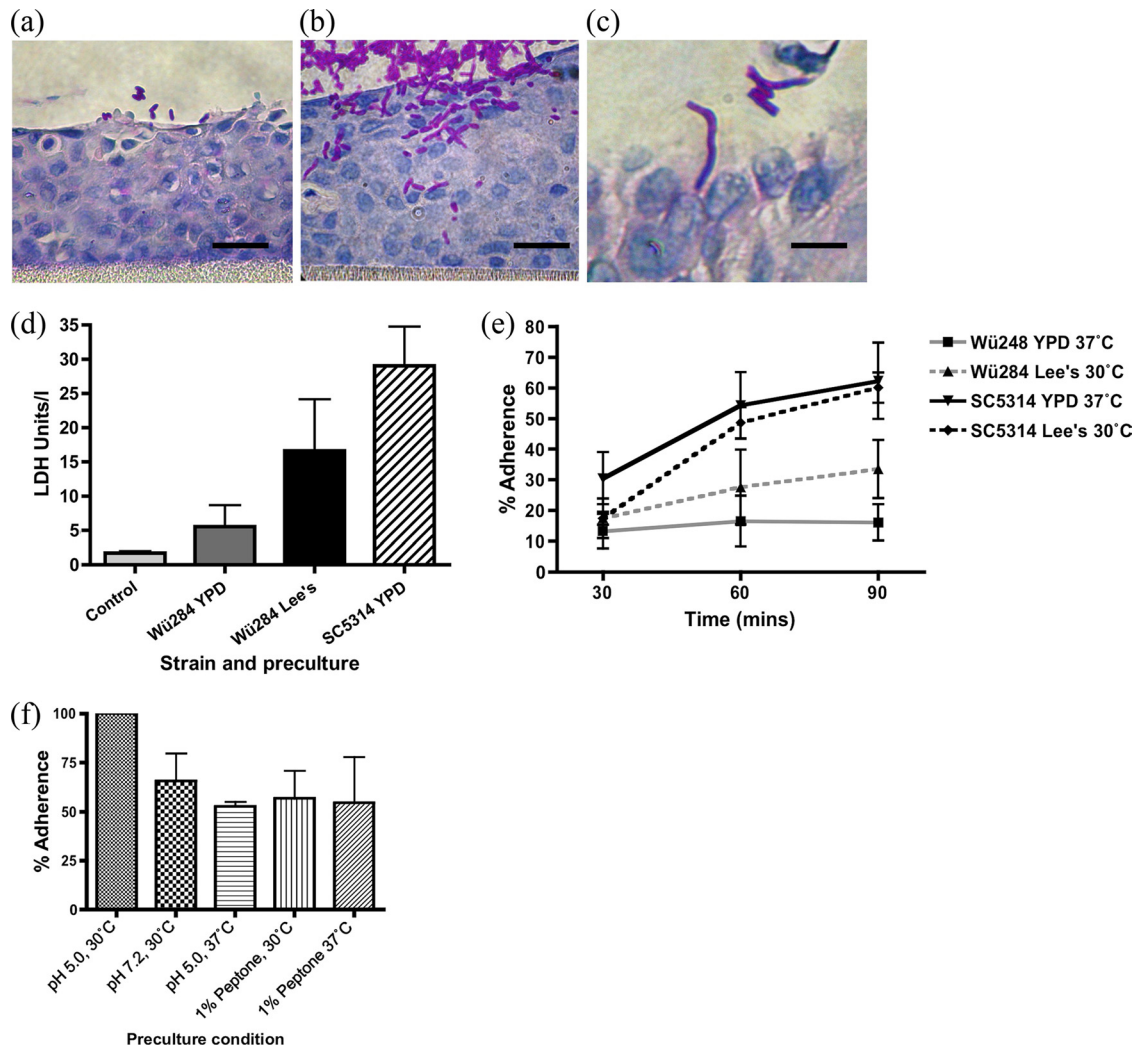 (a)
(b)
(c)
(d)
35
30
25
20
15
10
5
0
LDH Units/l
Control
Wü284 YPD
Wü284 Lee's
SC5314 YPD
Strain and preculture
(e)
80
70
60
50
40
30
20
10
0
% Adherence
30
60
90
Time (mins)
Wü248 YPD 37˚C
Wü284 Lee's 30˚C
SC5314 YPD 37˚C
SC5314 Lee's 30˚C
(f)
100
75
50
25
0
% Adherence
pH 5.0, 30˚C
pH 7.2, 30˚C
pH 5.0, 37˚C
1% Peptone, 30˚C
1% Peptone 37˚C
Preculture condition